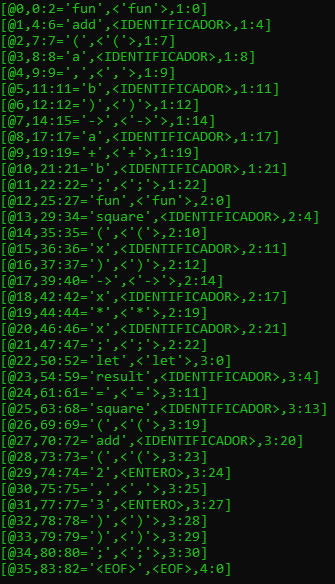 [@0,0:2='fun',<'fun'>,1:0]
[@1,4:6='add',<IDENTIFICADOR>,1:4]
[@2,7:7='(',<'('>,1:7]
[@3,8:8='a',<IDENTIFICADOR>,1:8]
[@4,9:9=',',<','>,1:9]
[@5,11:11='b',<IDENTIFICADOR>,1:11]
[@6,12:12=')',<')'>,1:12]
[@7,14:15='->',<'->'>,1:14]
[@8,17:17='a',<IDENTIFICADOR>,1:17]
[@9,19:19='+',<'+'>,1:19]
[@10,21:21='b',<IDENTIFICADOR>,1:21]
[@11,22:22=';',<';'>,1:22]
[@12,25:27='fun',<'fun'>,2:0]
[@13,29:34='square',<IDENTIFICADOR>,2:4]
[@14,35:35='(',<'('>,2:10]
[@15,36:36='x',<IDENTIFICADOR>,2:11]
[@16,37:37=')',<')'>,2:12]
[@17,39:40='->',<'->'>,2:14]
[@18,42:42='x',<IDENTIFICADOR>,2:17]
[@19,44:44='*',<'*'>,2:19]
[@20,46:46='x',<IDENTIFICADOR>,2:21]
[@21,47:47=';',<';'>,2:22]
[@22,50:52='let',<'let'>,3:0]
[@23,54:59='result',<IDENTIFICADOR>,3:4]
[@24,61:61='=',<'='>,3:11]
[@25,63:68='square',<IDENTIFICADOR>,3:13]
[@26,69:69='(',<'('>,3:19]
[@27,70:72='add',<IDENTIFICADOR>,3:20]
[@28,73:73='(',<'('>,3:23]
[@29,74:74='2',<ENTERO>,3:24]
[@30,75:75=',',<','>,3:25]
[@31,77:77='3',<ENTERO>,3:27]
[@32,78:78=')',<')'>,3:28]
[@33,79:79=')',<')'>,3:29]
[@34,80:80=';',<';'>,3:30]
[@35,83:82='<EOF>',<EOF>,4:0]